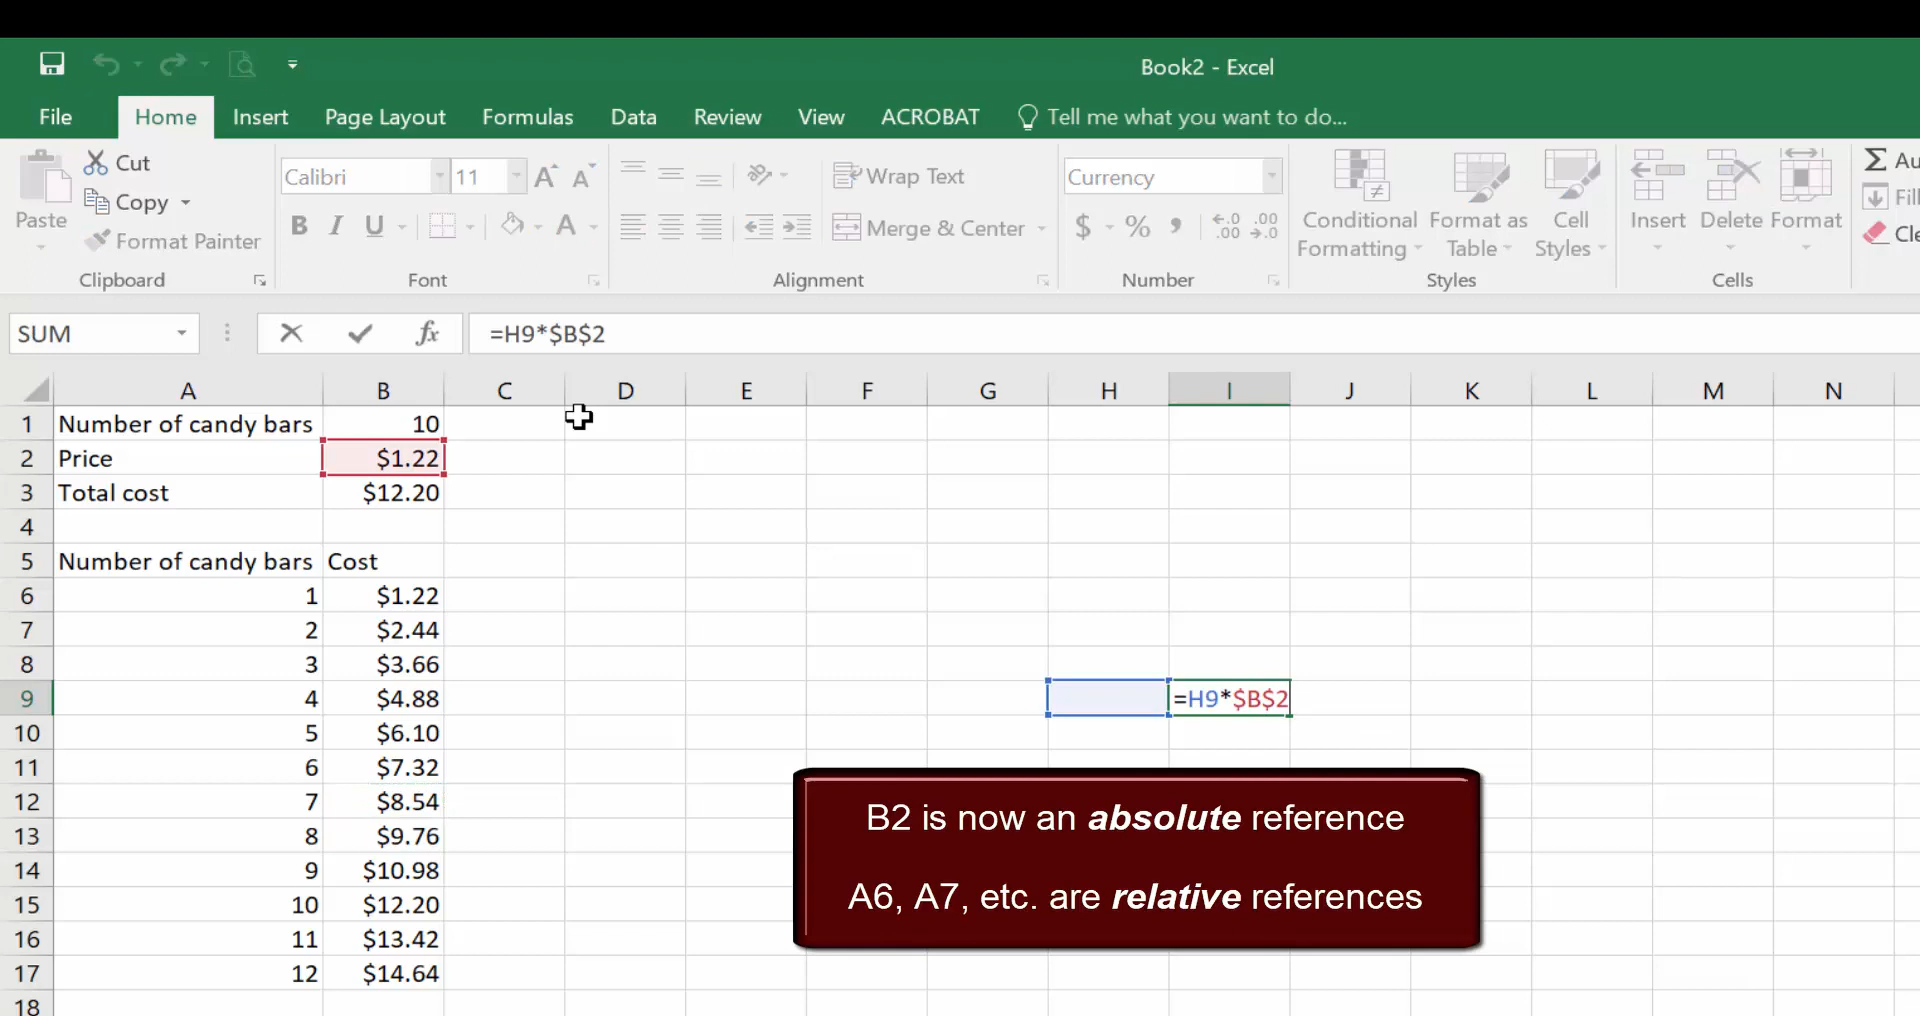 Book2 - Excel
File Home Insert Page Layout Formulas Data Review View ACROBAT Tell me what you want to do...
Paste
Cut
Copy
Format Painter
Clipboard
Calibri 11
B I U A
Font
Wrap Text
Merge & Center
Alignment
Currency
$ % , .0 .00 .00 .0
Number
Conditional Formatting
Format as Table
Cell Styles
Styles
Insert Delete Format
Cells
Σ
SUM fx =H9*$B$2
A B C D E F G H I J K L M N
1 Number of candy bars 10
2 Price $1.22
3 Total cost $12.20
4
5 Number of candy bars Cost
6 1 $1.22
7 2 $2.44
8 3 $3.66
9 4 $4.88 =H9*$B$2
10 5 $6.10
11 6 $7.32
12 7 $8.54
13 8 $9.76
14 9 $10.98
15 10 $12.20
16 11 $13.42
17 12 $14.64
18
B2 is now an absolute reference
A6, A7, etc. are relative references